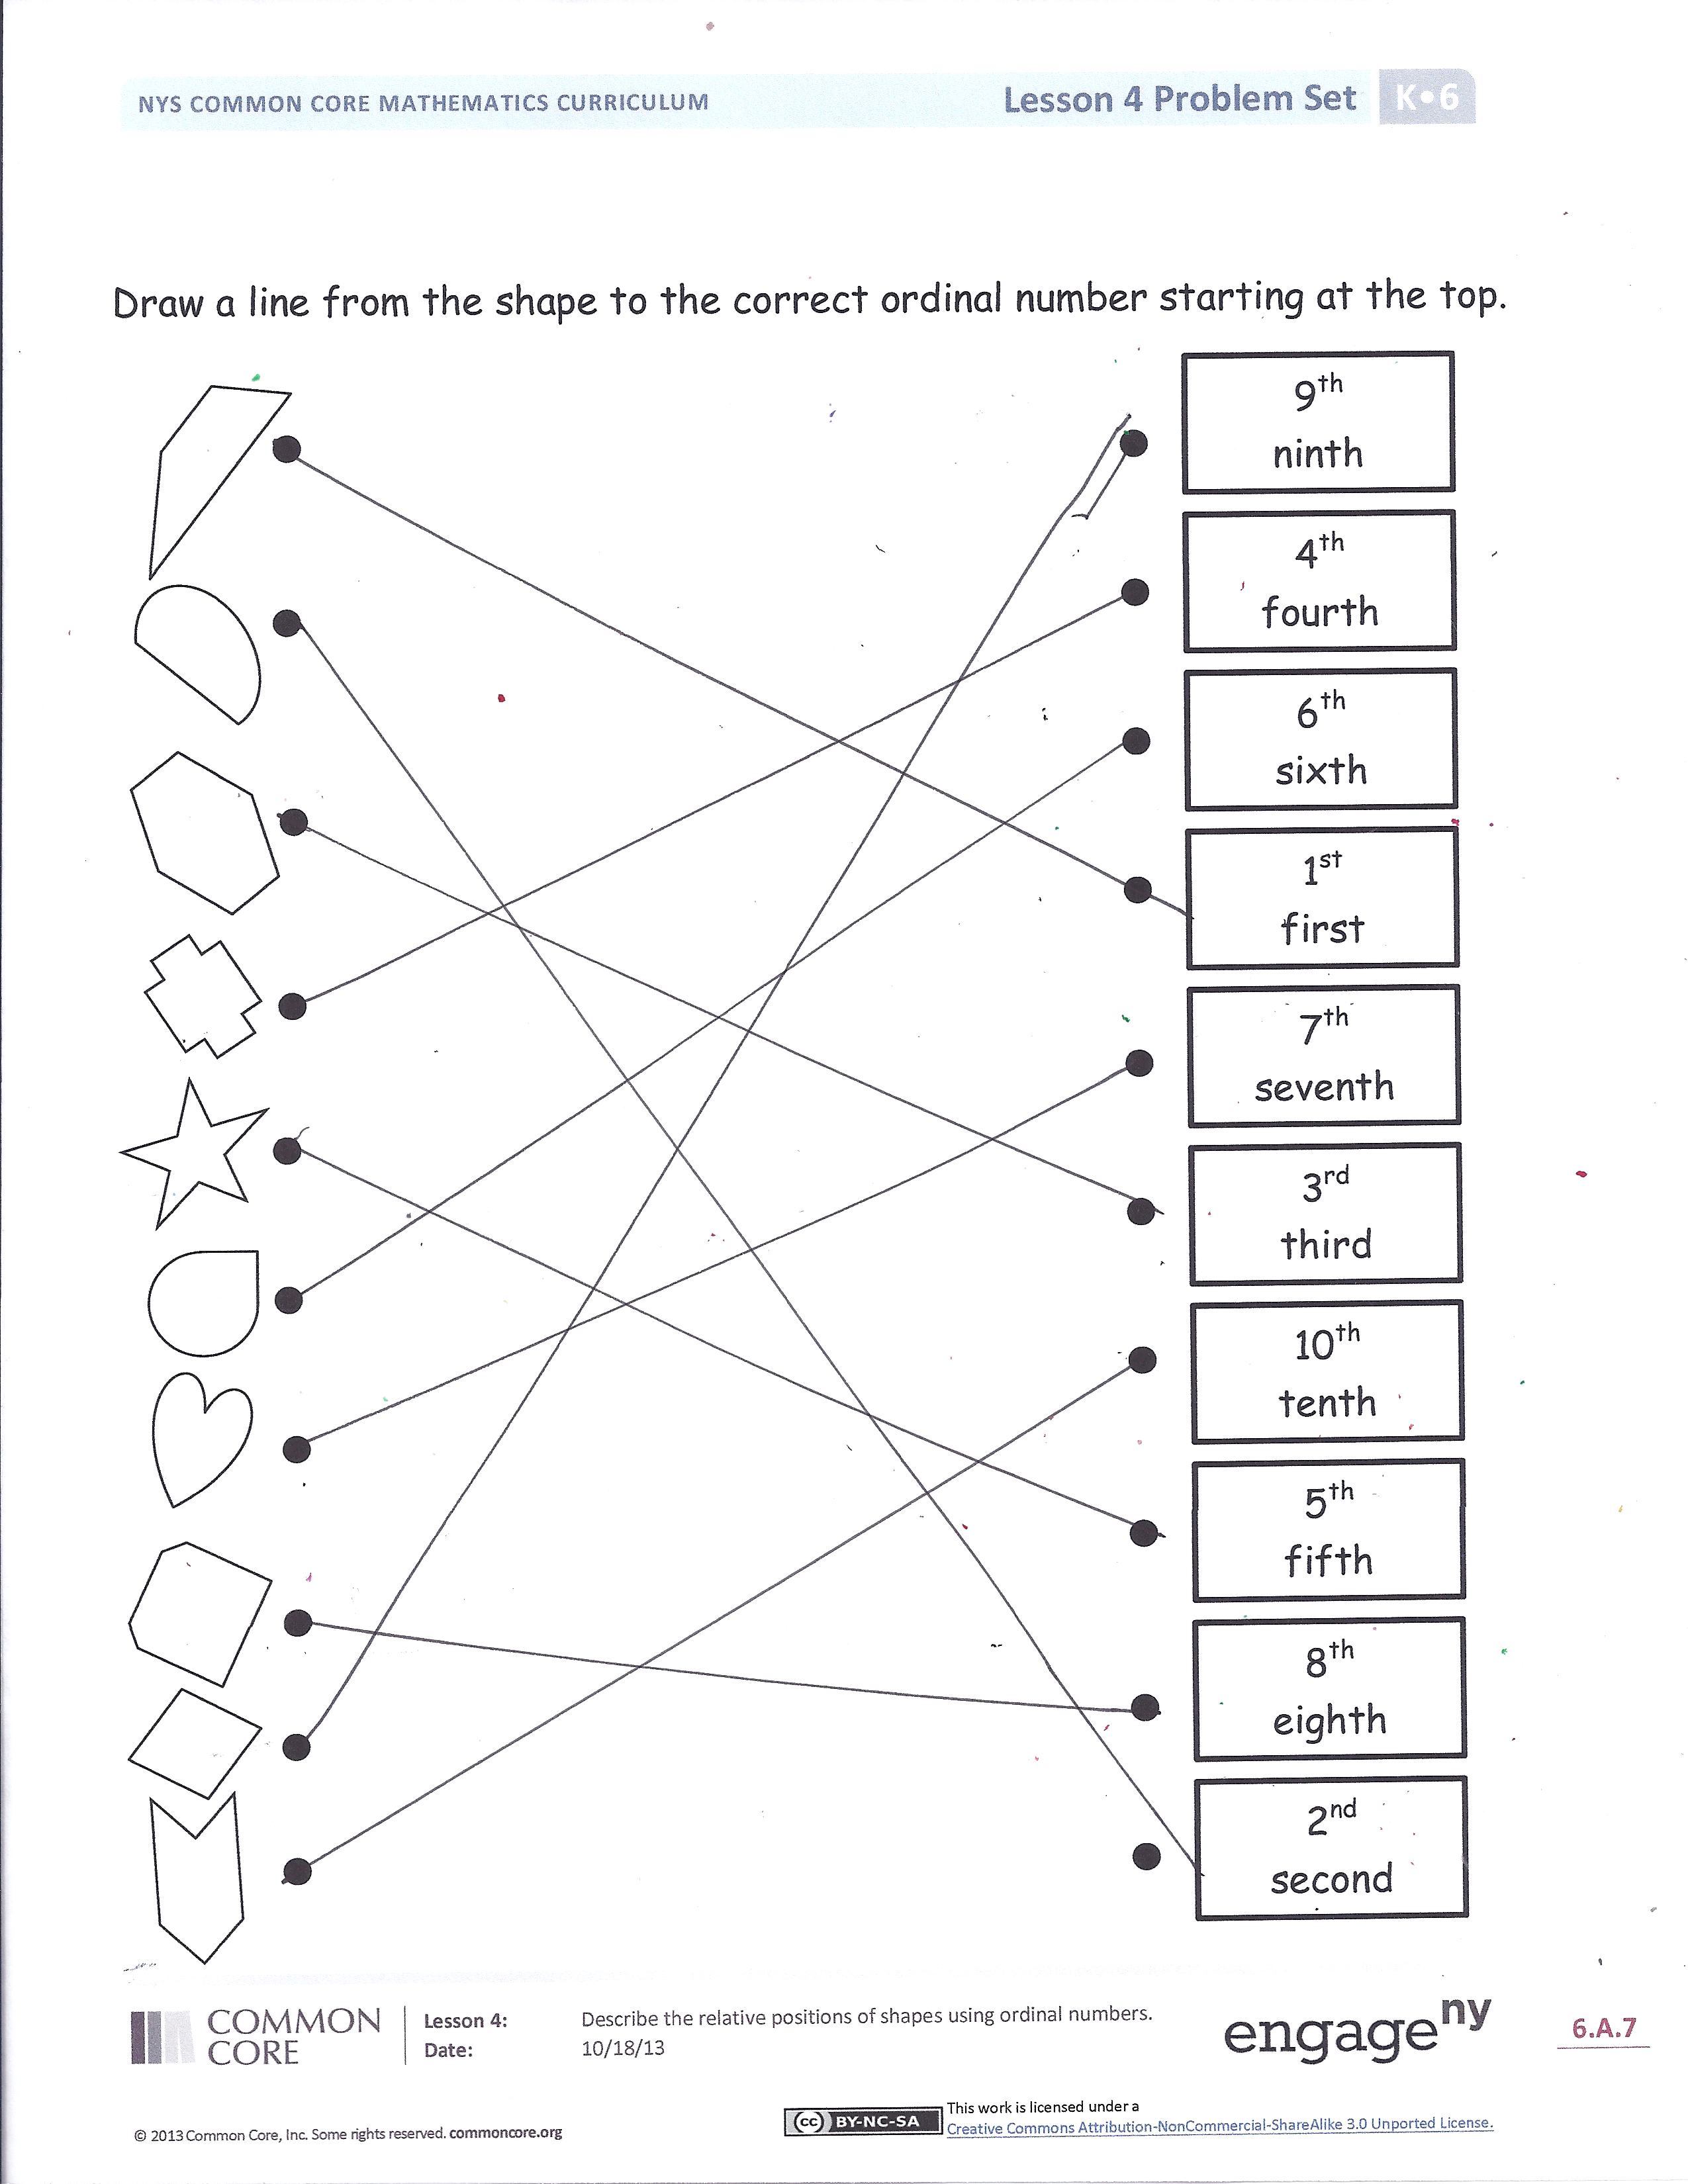 NYS COMMON CORE MATHEMATICS CURRICULUM
Lesson 4 Problem Set
K•6
Draw a line from the shape to the correct ordinal number starting at the top.
9th
ninth
4th
fourth
6th
sixth
1st
first
7th
seventh
3rd
third
10th
tenth
5th
fifth
8th
eighth
2nd
second
COMMON
CORE
Lesson 4:
Date:
Describe the relative positions of shapes using ordinal numbers.
10/18/13
engageny
6.A.7
© 2013 Common Core, Inc. Some rights reserved. commoncore.org
cc BY-NC-SA
This work is licensed under a
Creative Commons Attribution-NonCommercial-ShareAlike 3.0 Unported License.